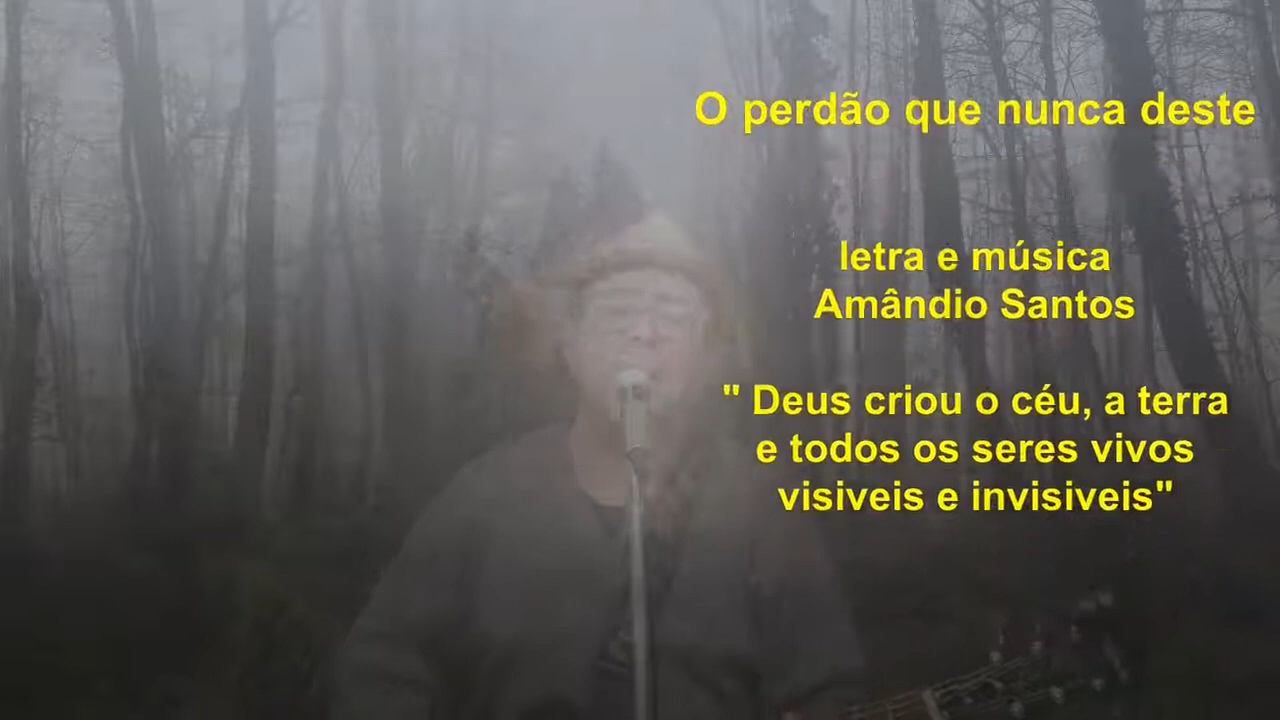 O perdão que nunca deste
letra e música
Amândio Santos
" Deus criou o céu, a terra
e todos os seres vivos
visiveis e invisiveis"